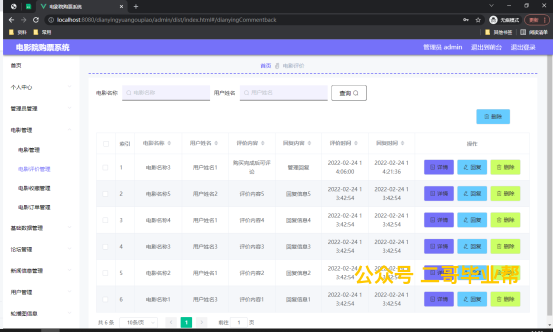 电影院购票系统
localhost:8080/dianyingyuangoupiao/admin/dist/index.html#/dianyingCommentback
无痕模式
更新
资料
常用
其他书签
阅读清单
电影院购票系统
管理员 admin
退出到前台
退出登录
首页
个人中心
管理员管理
电影管理
电影管理
电影评价管理
电影收藏管理
电影订单管理
基础数据管理
论坛管理
新闻信息管理
用户管理
轮播图信息
首页 电影评价
电影名称 电影名称 用户姓名 用户姓名 查询
删除
索引 电影名称 用户姓名 评价内容 回复内容 评价时间 回复时间 操作
1 电影名称3 用户姓名1 购买完成后可评论 管理回复 2022-02-24 14:06:00 2022-02-24 14:21:36 详情 回复 删除
2 电影名称5 用户姓名2 评价内容5 回复信息5 2022-02-24 13:42:54 2022-02-24 13:42:54 详情 回复 删除
3 电影名称4 用户姓名1 评价内容4 回复信息4 2022-02-24 13:42:54 2022-02-24 13:42:54 详情 回复 删除
4 电影名称3 用户姓名1 评价内容3 回复信息3 2022-02-24 13:42:54 2022-02-24 13:42:54 详情 回复 删除
5 电影名称2 用户姓名1 评价内容2 回复信息2 2022-02-24 13:42:54 2022-02-24 13:42:54 详情 回复 删除
6 电影名称1 用户姓名3 评价内容1 回复信息1 2022-02-24 13:42:54 2022-02-24 13:42:54 详情 回复 删除
公众号 二哥毕业帮
共 6 条 10条/页 1 前往 1 页